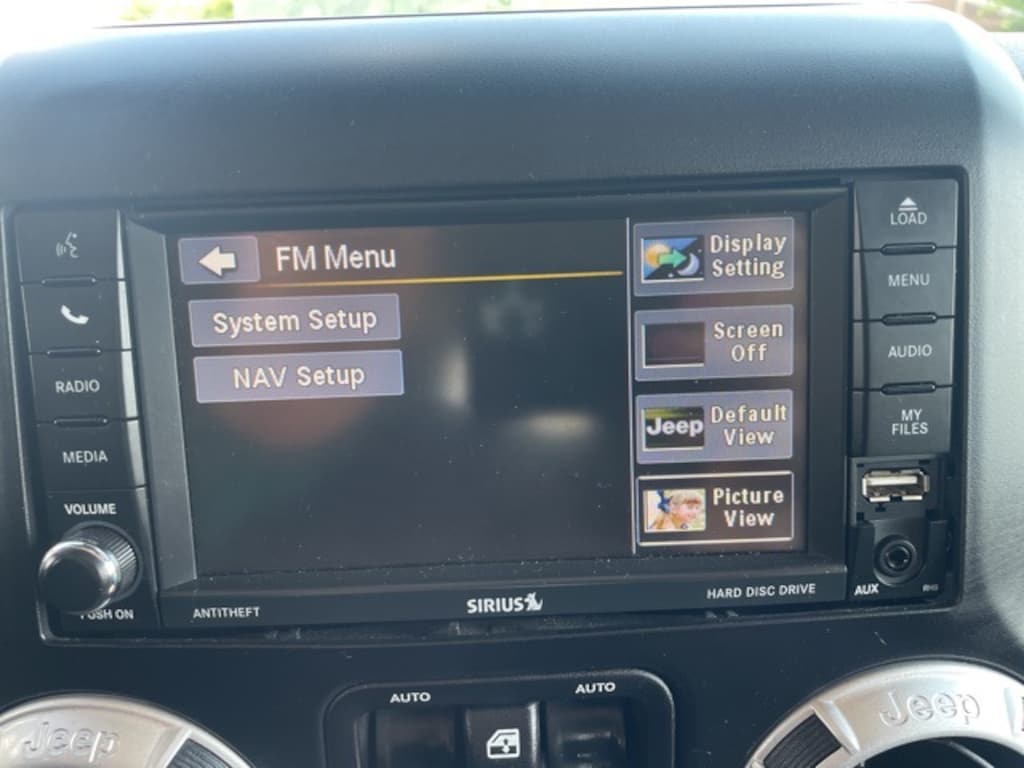 LOAD
MENU
AUDIO
MY
FILES
RADIO
MEDIA
VOLUME
PUSH ON
FM Menu
System Setup
NAV Setup
Display
Setting
Screen
Off
Jeep
Default
View
Picture
View
ANTITHEFT
SIRIUS
HARD DISC DRIVE
AUX
AUTO
AUTO
Jeep
Jeep